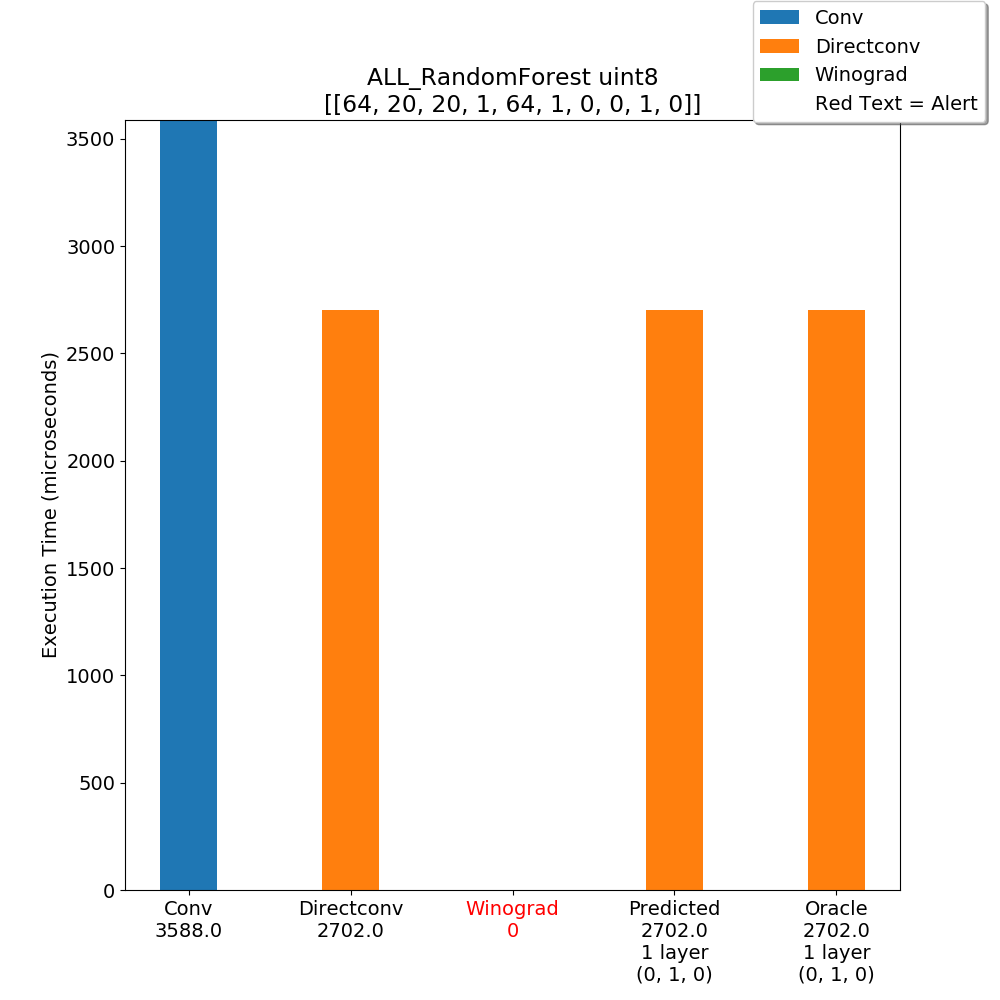 Conv
Directconv
Winograd
Red Text = Alert
ALL_RandomForest uint8
[[64, 20, 20, 1, 64, 1, 0, 0, 1, 0]]
Execution Time (microseconds)
3500
3000
2500
2000
1500
1000
500
0
Conv
3588.0
Directconv
2702.0
Winograd
0
Predicted
2702.0
1 layer
(0, 1, 0)
Oracle
2702.0
1 layer
(0, 1, 0)